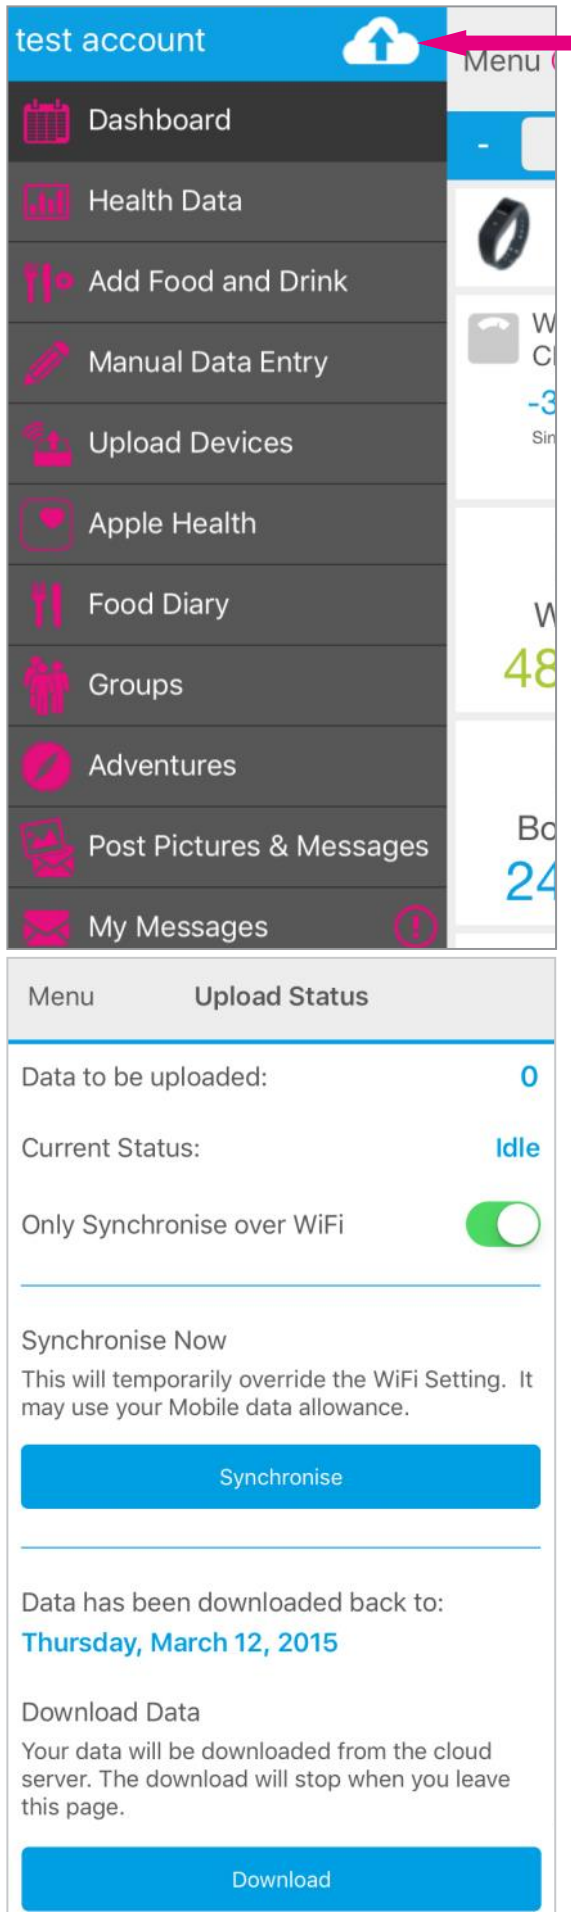 test account
Menu
Dashboard
-
Health Data
Add Food and Drink
Manual Data Entry
-3
Upload Devices
Apple Health
Food Diary
48
Groups
Adventures
Post Pictures & Messages
24
My Messages
Menu Upload Status
Data to be uploaded: 0
Current Status: Idle
Only Synchronise over WiFi
Synchronise Now
This will temporarily override the WiFi Setting. It
may use your Mobile data allowance.
Synchronise
Data has been downloaded back to:
Thursday, March 12, 2015
Download Data
Your data will be downloaded from the cloud
server. The download will stop when you leave
this page.
Download